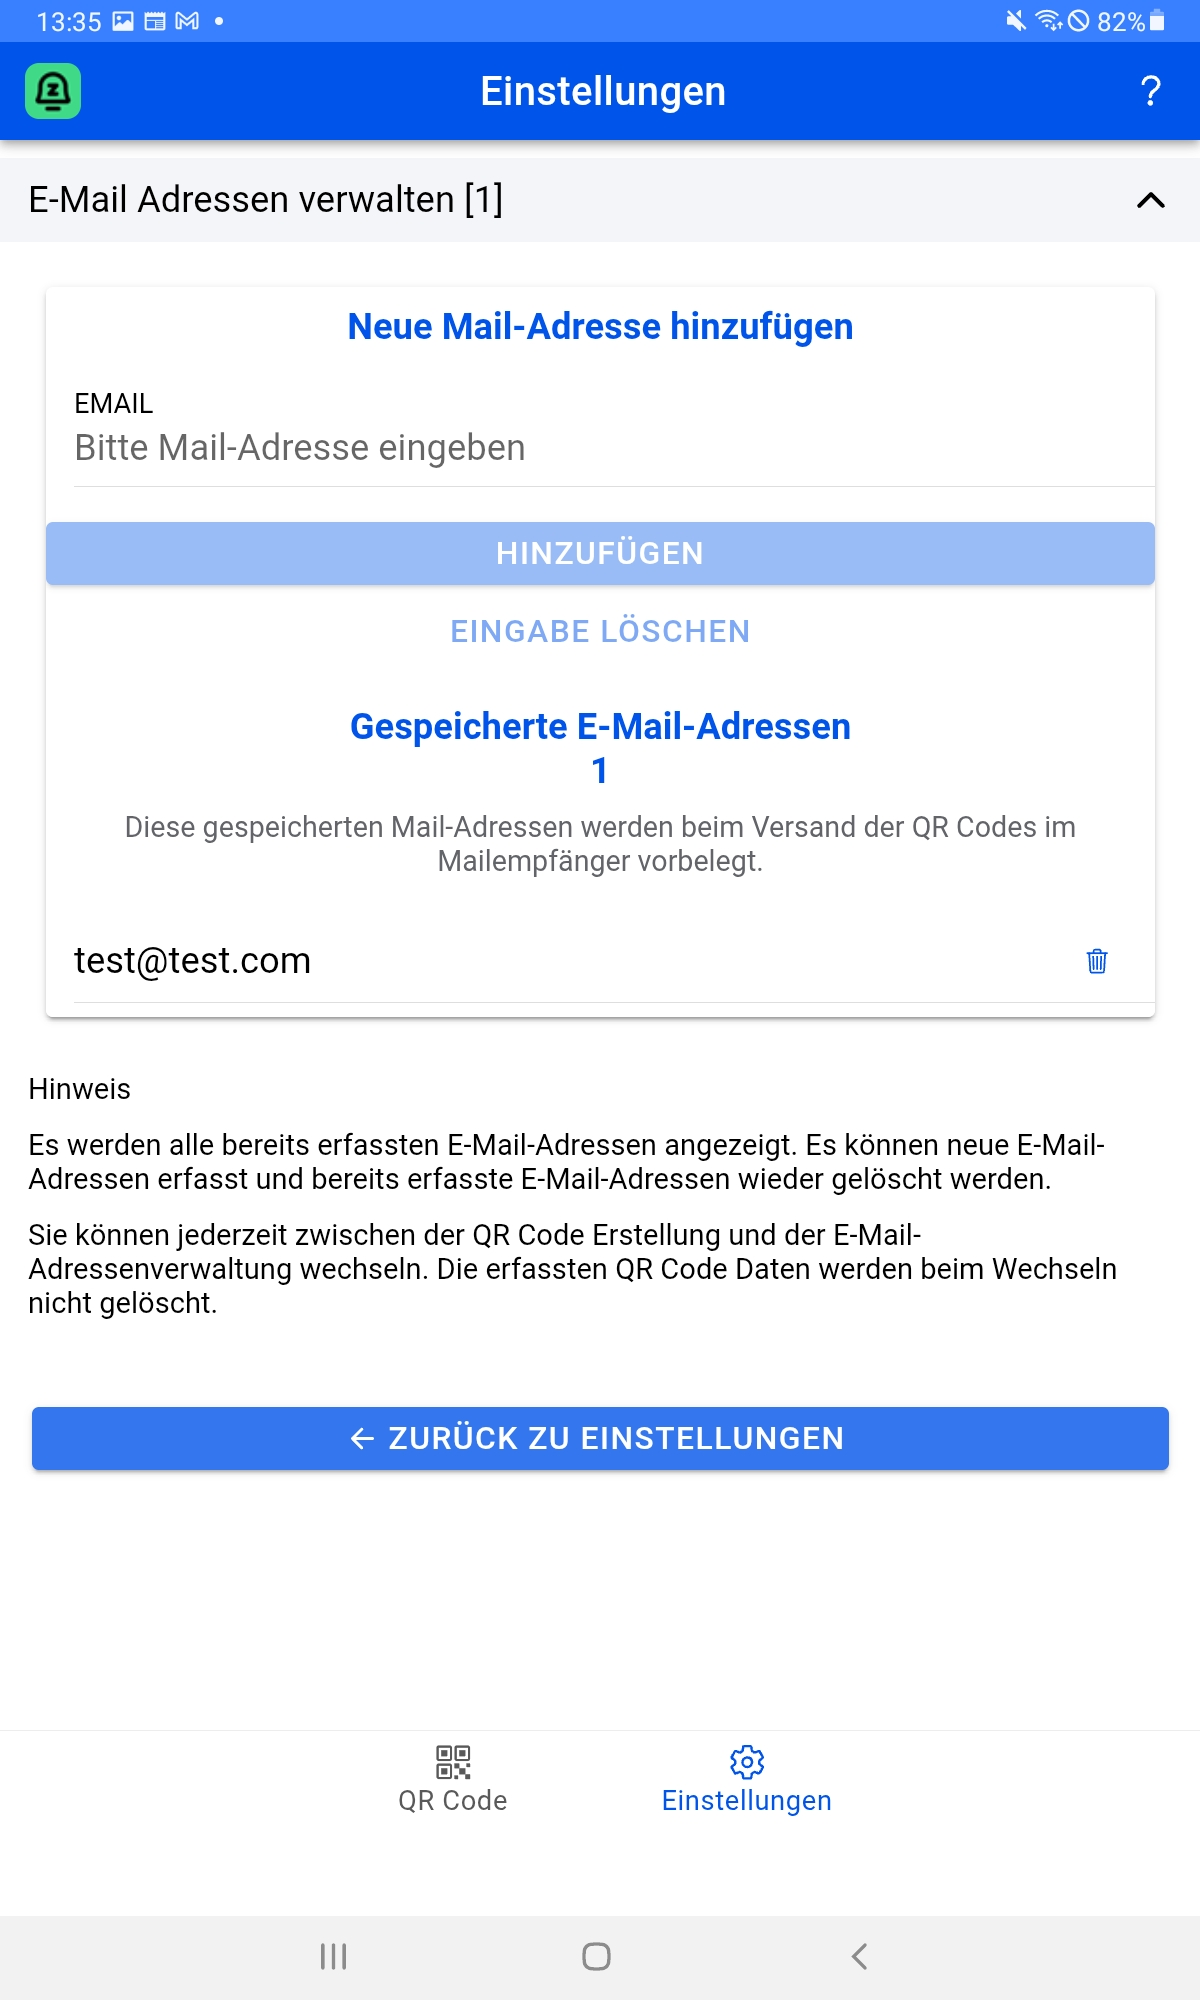 13:35
82%
Einstellungen
?
E-Mail Adressen verwalten [1]
Neue Mail-Adresse hinzufügen
EMAIL
Bitte Mail-Adresse eingeben
HINZUFÜGEN
EINGABE LÖSCHEN
Gespeicherte E-Mail-Adressen
1
Diese gespeicherten Mail-Adressen werden beim Versand der QR Codes im
Mailempfänger vorbelegt.
test@test.com
Hinweis
Es werden alle bereits erfassten E-Mail-Adressen angezeigt. Es können neue E-Mail-
Adressen erfasst und bereits erfasste E-Mail-Adressen wieder gelöscht werden.
Sie können jederzeit zwischen der QR Code Erstellung und der E-Mail-
Adressenverwaltung wechseln. Die erfassten QR Code Daten werden beim Wechseln
nicht gelöscht.
← ZURÜCK ZU EINSTELLUNGEN
QR Code
Einstellungen